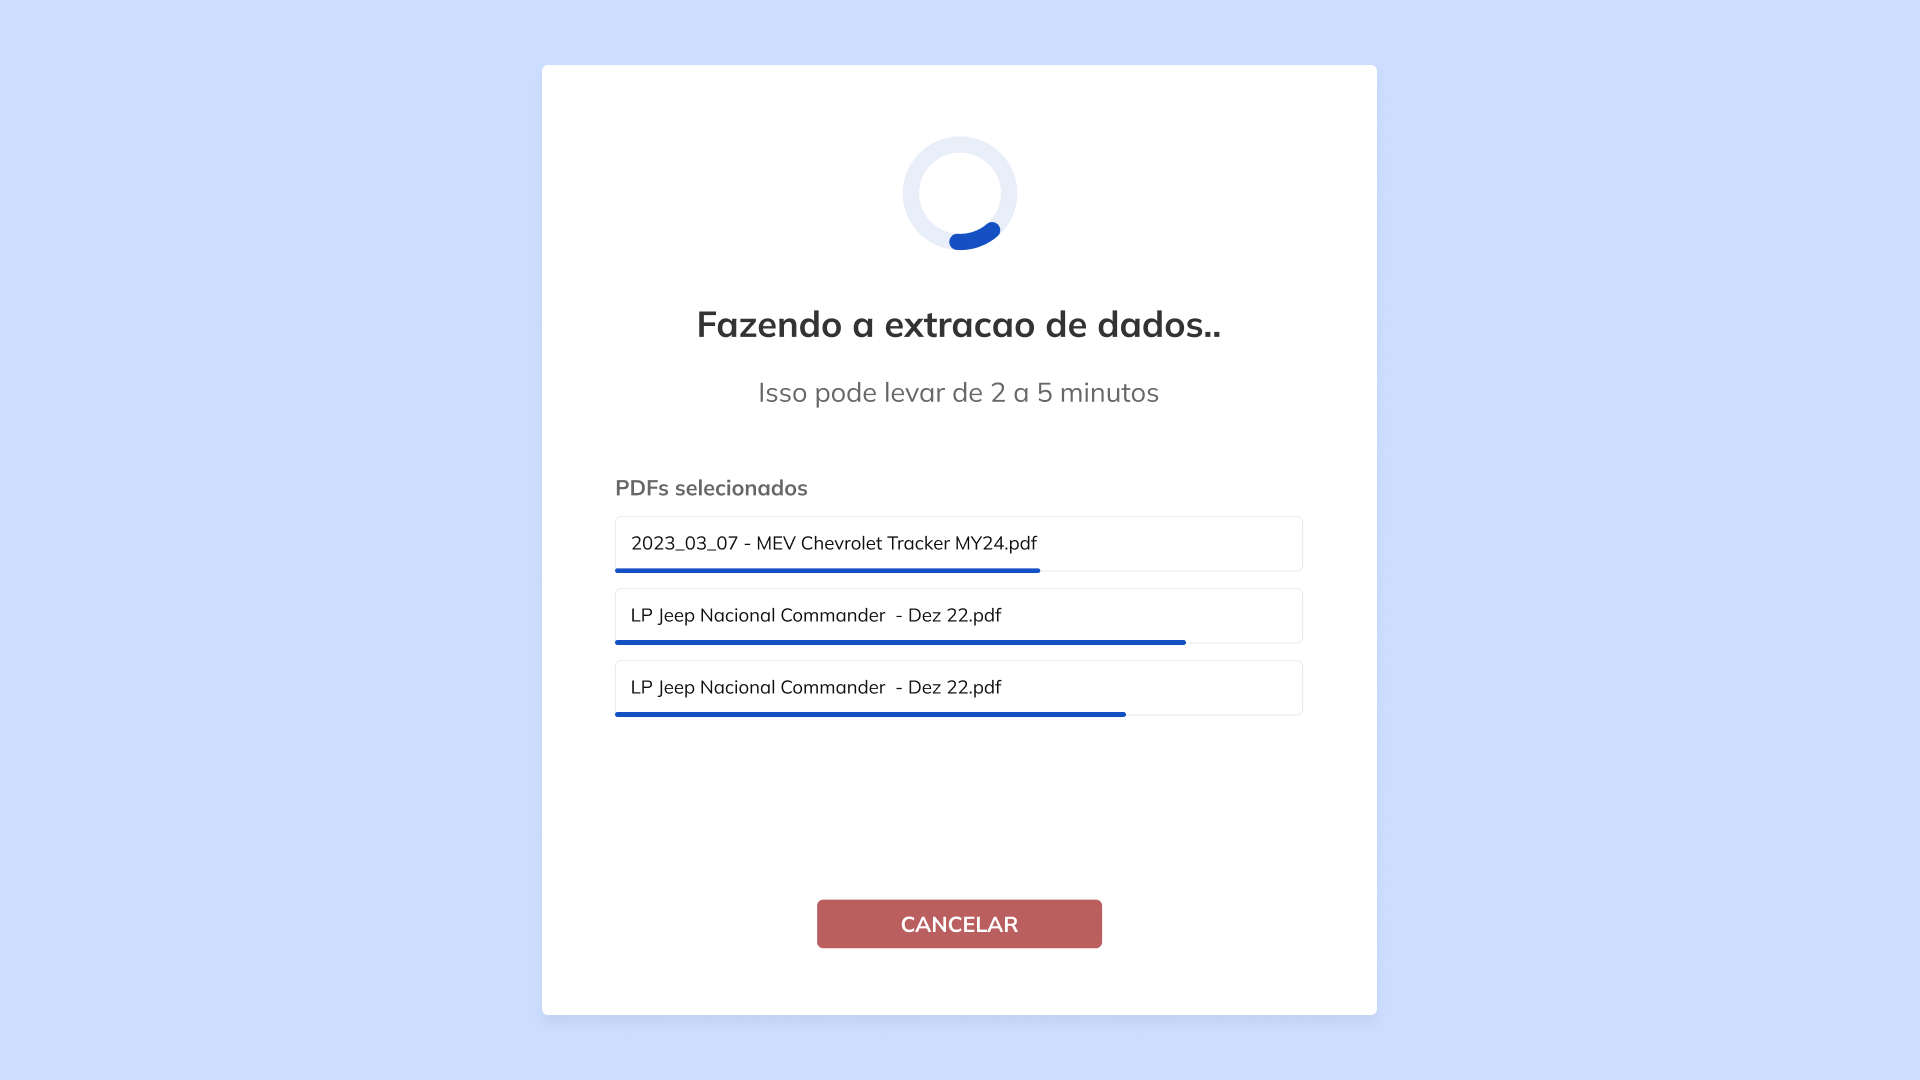 Fazendo a extracao de dados..
Isso pode levar de 2 a 5 minutos
PDFs selecionados
2023_03_07 - MEV Chevrolet Tracker MY24.pdf
LP Jeep Nacional Commander  - Dez 22.pdf
LP Jeep Nacional Commander  - Dez 22.pdf
CANCELAR